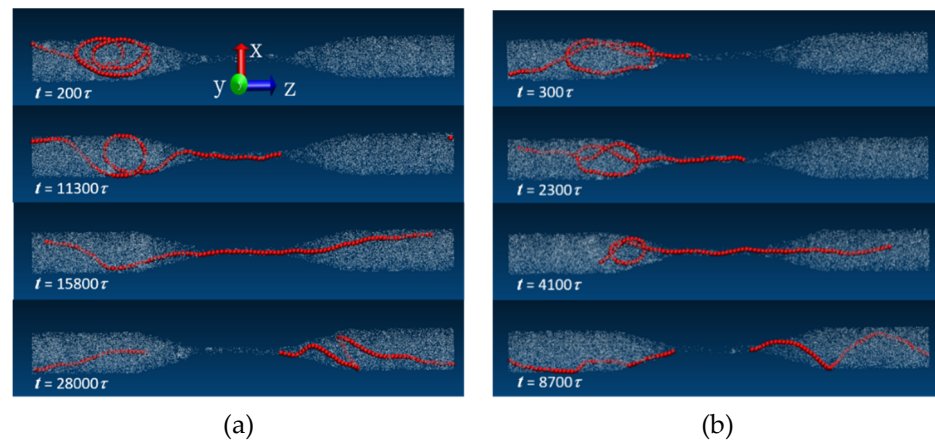 x
y
y
z
t = 200τ
t = 11300τ
t = 15800τ
t = 28000τ
(a)
t = 300τ
t = 2300τ
t = 4100τ
t = 8700τ
(b)